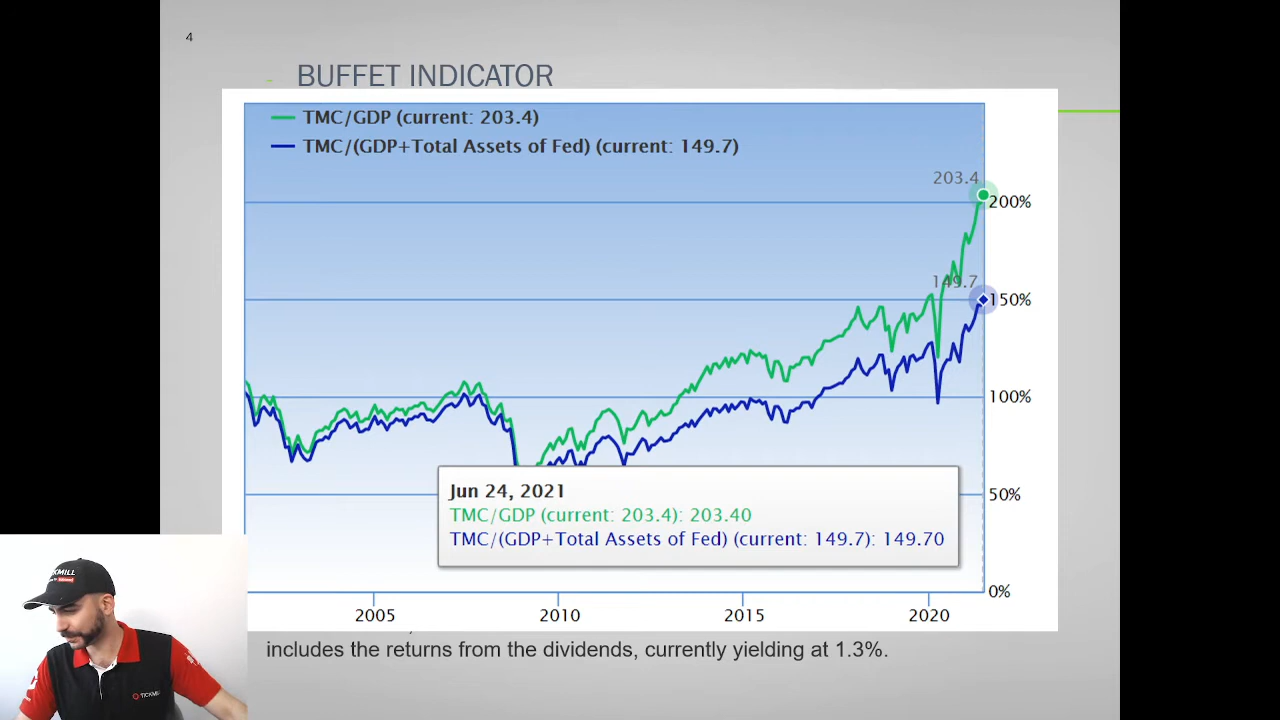 4
- BUFFET INDICATOR
TMC/GDP (current: 203.4)
TMC/(GDP+Total Assets of Fed) (current: 149.7)
203.4
200%
149.7
150%
100%
Jun 24, 2021
TMC/GDP (current: 203.4): 203.40
TMC/(GDP+Total Assets of Fed) (current: 149.7): 149.70
50%
0%
2005
2010
2015
2020
includes the returns from the dividends, currently yielding at 1.3%.
TICKMILL
TICKMILL